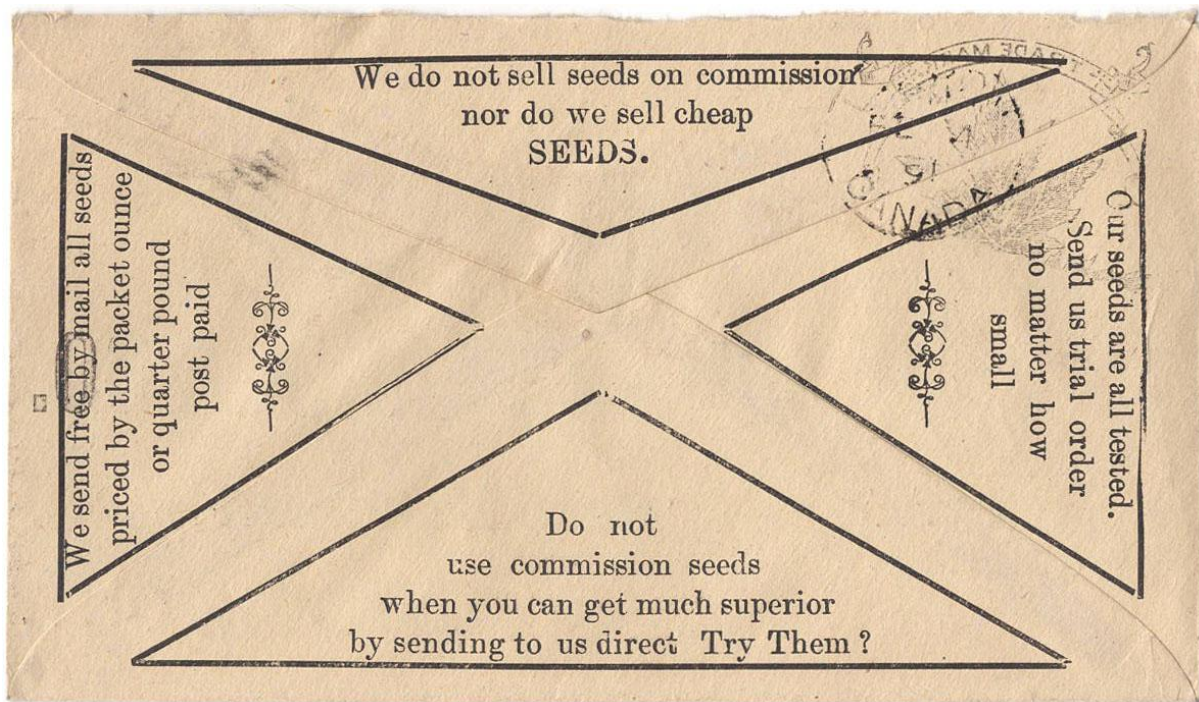 We do not sell seeds on commission
nor do we sell cheap
SEEDS.
We send free by mail all seeds
priced by the packet ounce
or quarter pound
post paid
Our seeds are all tested.
Send us trial order
no matter how
small
Do not
use commission seeds
when you can get much superior
by sending to us direct Try Them ?
CANADA
TRADE MARK